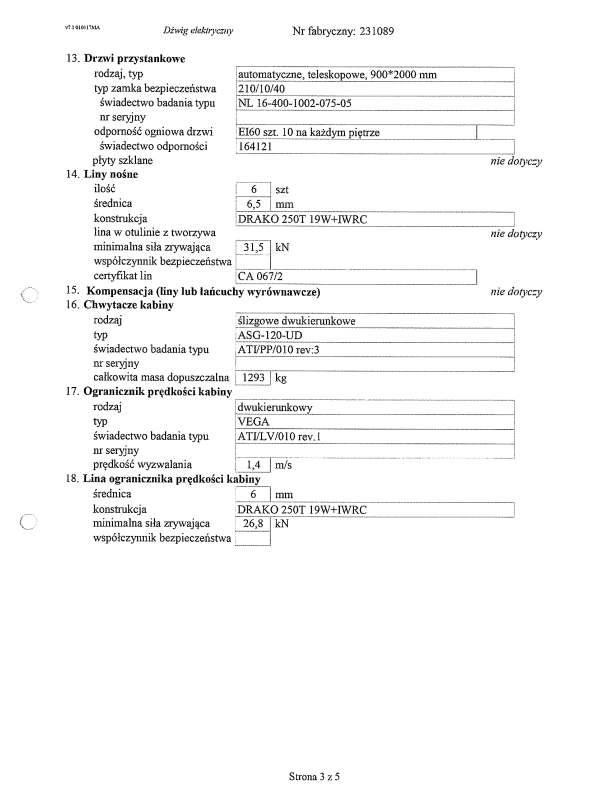 Dźwig elektryczny Nr fabryczny: 231089
13. Drzwi przystankowe
rodzaj, typ automatyczne, teleskopowe, 900*2000 mm
typ zamka bezpieczeństwa 210/10/40
świadectwo badania typu NL 16-400-1002-075-05
nr seryjny
odporność ogniowa drzwi EI60 szt. 10 na każdym piętrze
świadectwo odporności 164121
płyty szklane nie dotyczy
14. Liny nośne
ilość 6 szt
średnica 6,5 mm
konstrukcja DRAKO 250T 19W+IWRC
lina w otulinie z tworzywa nie dotyczy
minimalna siła zrywająca 31,5 kN
współczynnik bezpieczeństwa
certyfikat lin CA 067/2
15. Kompensacja (liny lub łańcuchy wyrównawcze) nie dotyczy
16. Chwytacze kabiny
rodzaj ślizgowe dwukierunkowe
typ ASG-120-UD
świadectwo badania typu ATI/PP/010 rev:3
nr seryjny
całkowita masa dopuszczalna 1293 kg
17. Ogranicznik prędkości kabiny
rodzaj dwukierunkowy
typ VEGA
świadectwo badania typu ATI/LV/010 rev.1
nr seryjny
prędkość wyzwalania 1,4 m/s
18. Lina ogranicznika prędkości kabiny
średnica 6 mm
konstrukcja DRAKO 250T 19W+IWRC
minimalna siła zrywająca 26,8 kN
współczynnik bezpieczeństwa
Strona 3 z 5